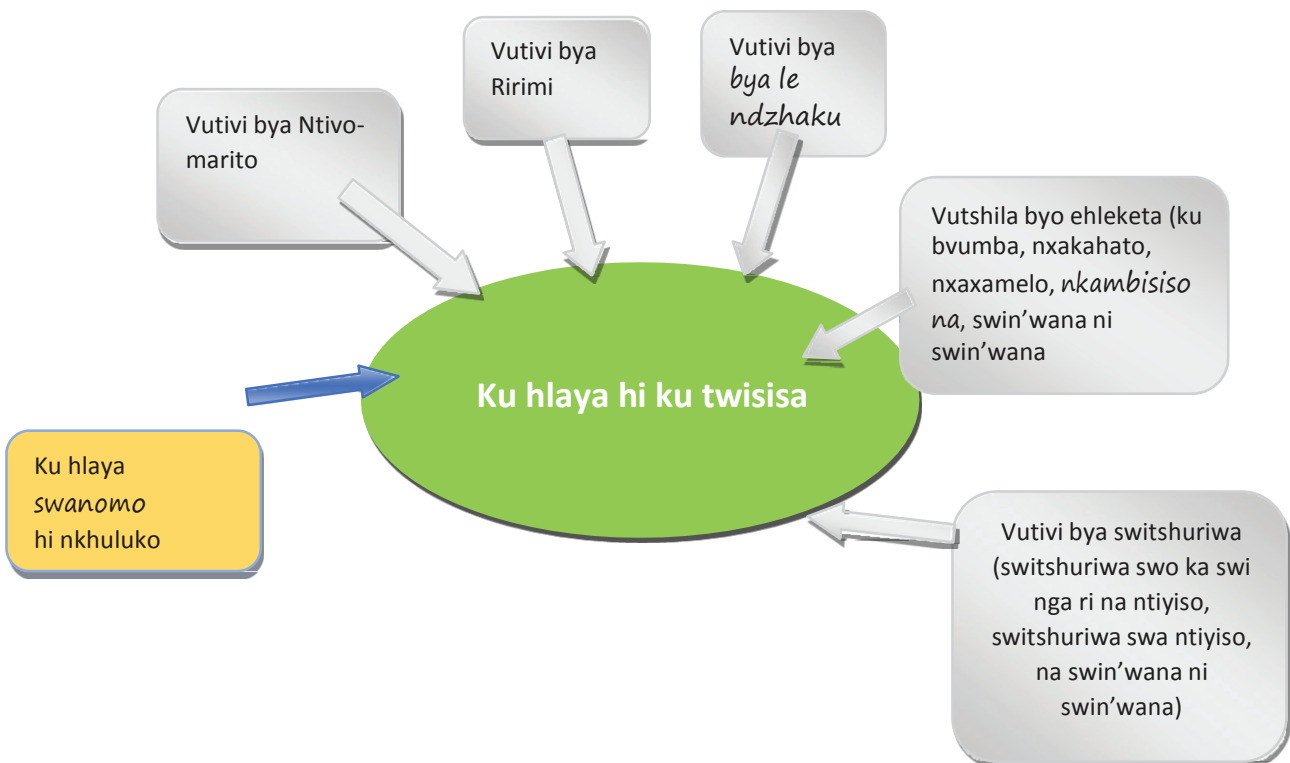 Vutivi bya
Ririmi
Vutivi bya
bya le
ndzhaku
Vutivi bya Ntivo-
marito
Vutshila byo ehleketa (ku
bvumba, nxakahato,
nxaxamelo, nkambisiso
na, swin’wana ni
swin’wana
Ku hlaya hi ku twisisa
Ku hlaya
swanomo
hi nkhuluko
Vutivi bya switshuriwa
(switshuriwa swo ka swi
nga ri na ntiyiso,
switshuriwa swa ntiyiso,
na swin’wana ni
swin’wana)